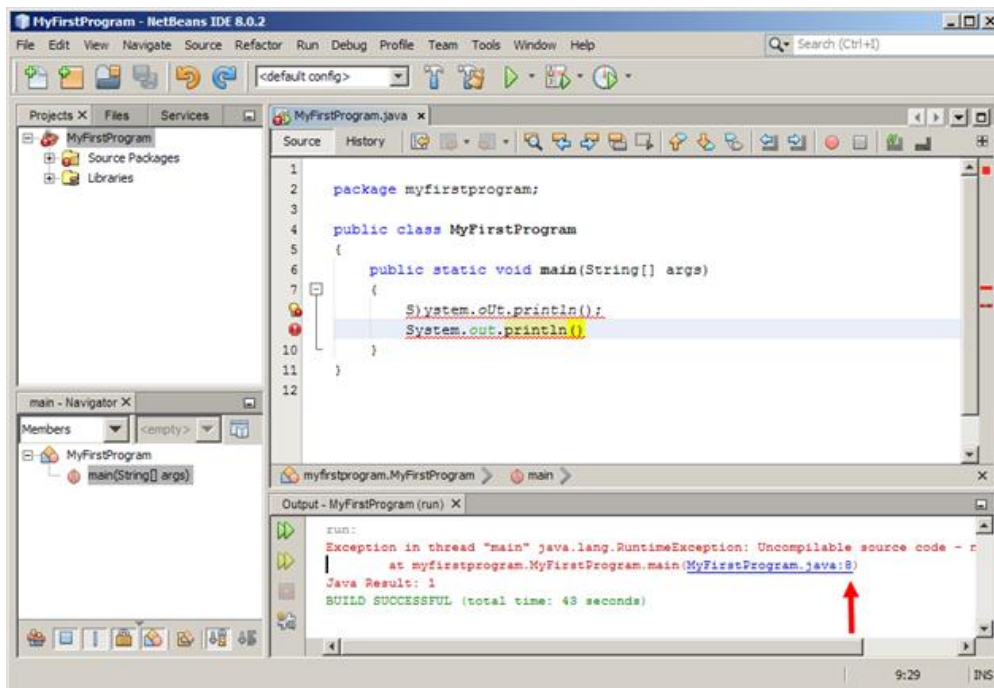 MyFirstProgram - NetBeans IDE 8.0.2
File Edit View Navigate Source Refactor Run Debug Profile Team Tools Window Help
Search (Ctrl+I)
<default config>
Projects X Files Services
MyFirstProgram
Source Packages
Libraries
MyFirstProgram.java x
Source History
1
2 package myfirstprogram;
3
4 public class MyFirstProgram
5 {
6 public static void main(String[] args)
7 {
S)ystem.oUt.println();
System.out.println()
10 }
11 }
12
main - Navigator X
Members <empty>
MyFirstProgram
main(String[] args)
myfirstprogram.MyFirstProgram main
Output - MyFirstProgram (run) X
run:
Exception in thread "main" java.lang.RuntimeException: Uncompilable source code -
at myfirstprogram.MyFirstProgram.main(MyFirstProgram.java:8)
Java Result: 1
BUILD SUCCESSFUL (total time: 43 seconds)
9:29 INS